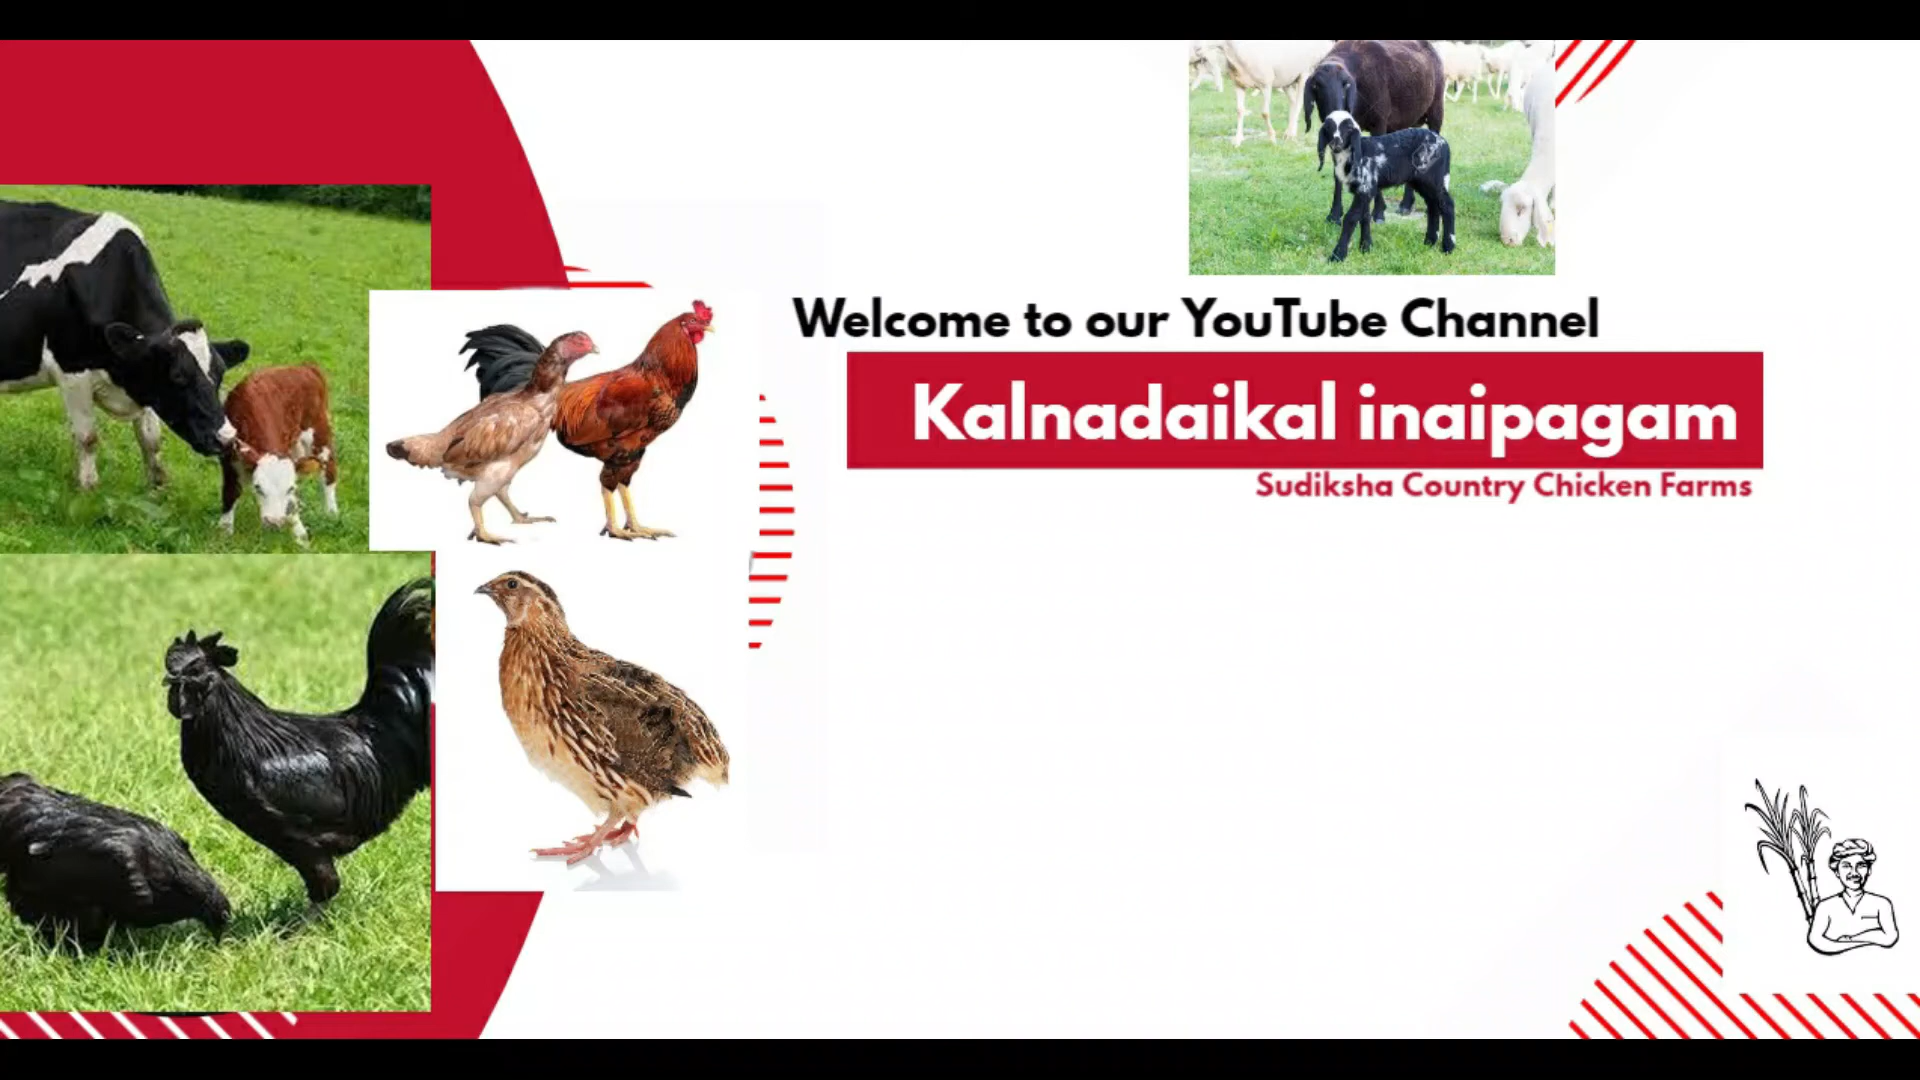 Welcome to our YouTube Channel
Kalnadaikal inaipagam
Sudiksha Country Chicken Farms